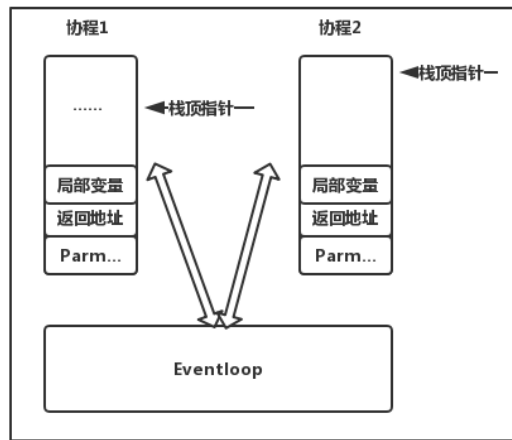 协程1 协程2
栈顶指针
...... 栈顶指针
局部变量 局部变量
返回地址 返回地址
Parm... Parm...
Eventloop